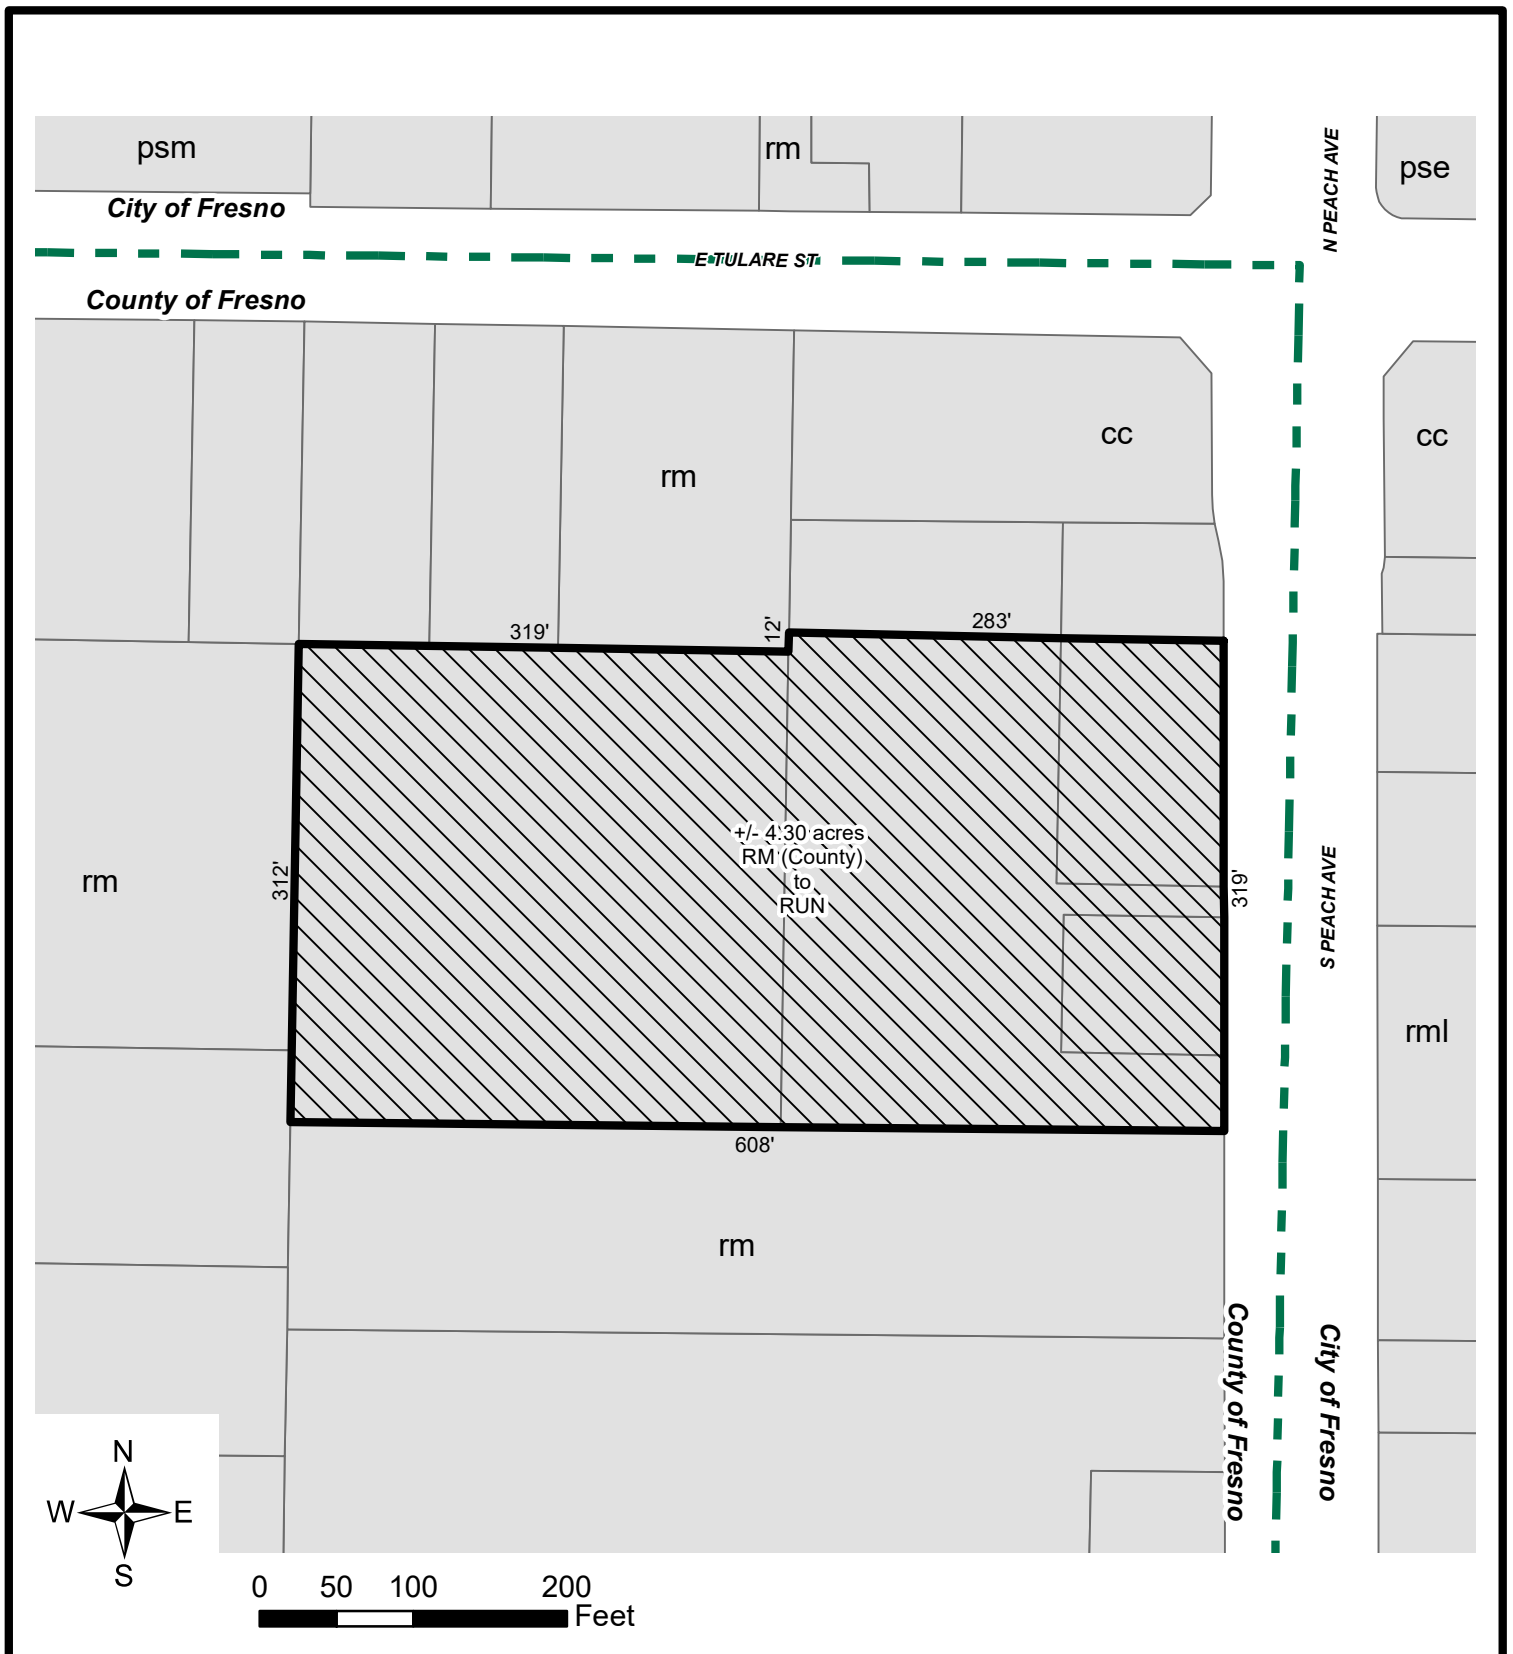 psm
rm
pse
N PEACH AVE
City of Fresno
E TULARE ST
County of Fresno
cc
cc
rm
319'
12'
283'
+/- 4.30 acres
RM (County)
to
RUN
rm
312'
319'
S PEACH AVE
rml
608'
rm
County of Fresno
City of Fresno
N
W
E
S
0 50 100 200
Feet